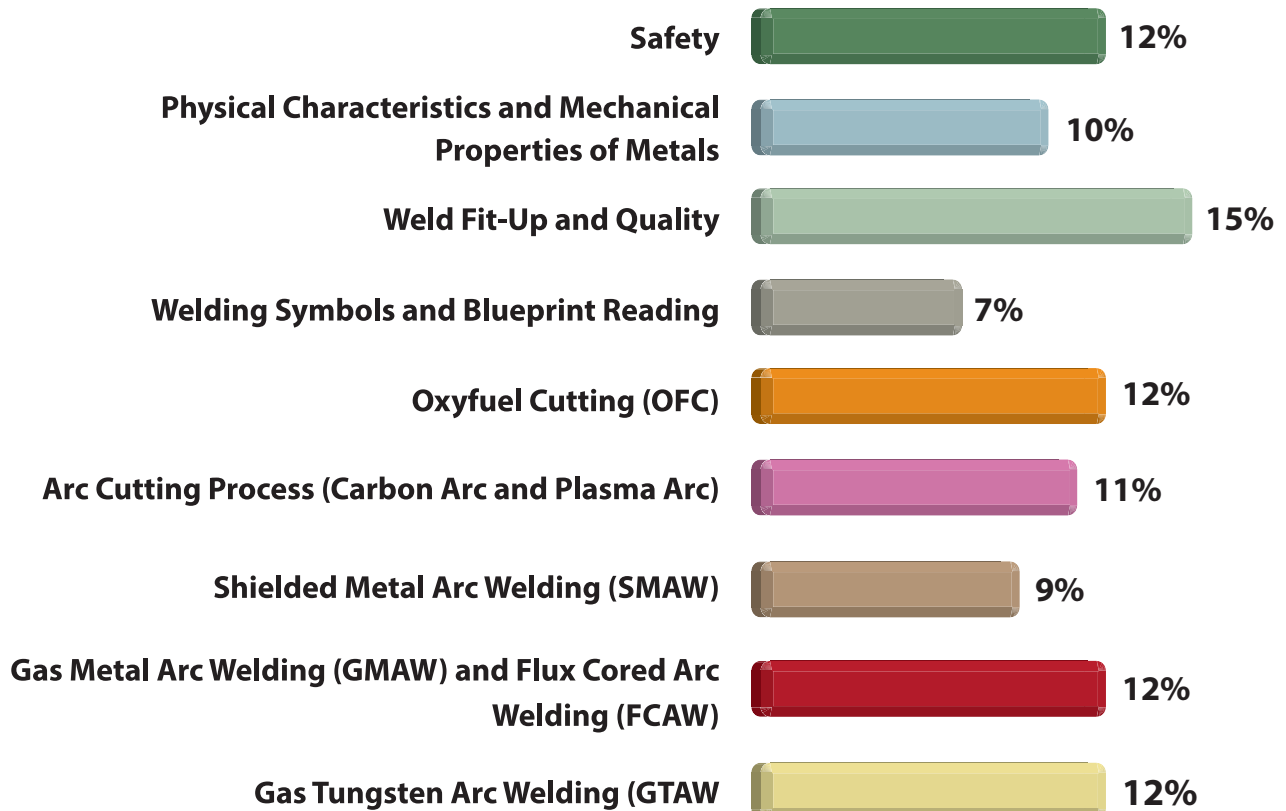 Safety 12%
Physical Characteristics and Mechanical
Properties of Metals 10%
Weld Fit-Up and Quality 15%
Welding Symbols and Blueprint Reading 7%
Oxyfuel Cutting (OFC) 12%
Arc Cutting Process (Carbon Arc and Plasma Arc) 11%
Shielded Metal Arc Welding (SMAW) 9%
Gas Metal Arc Welding (GMAW) and Flux Cored Arc
Welding (FCAW) 12%
Gas Tungsten Arc Welding (GTAW 12%